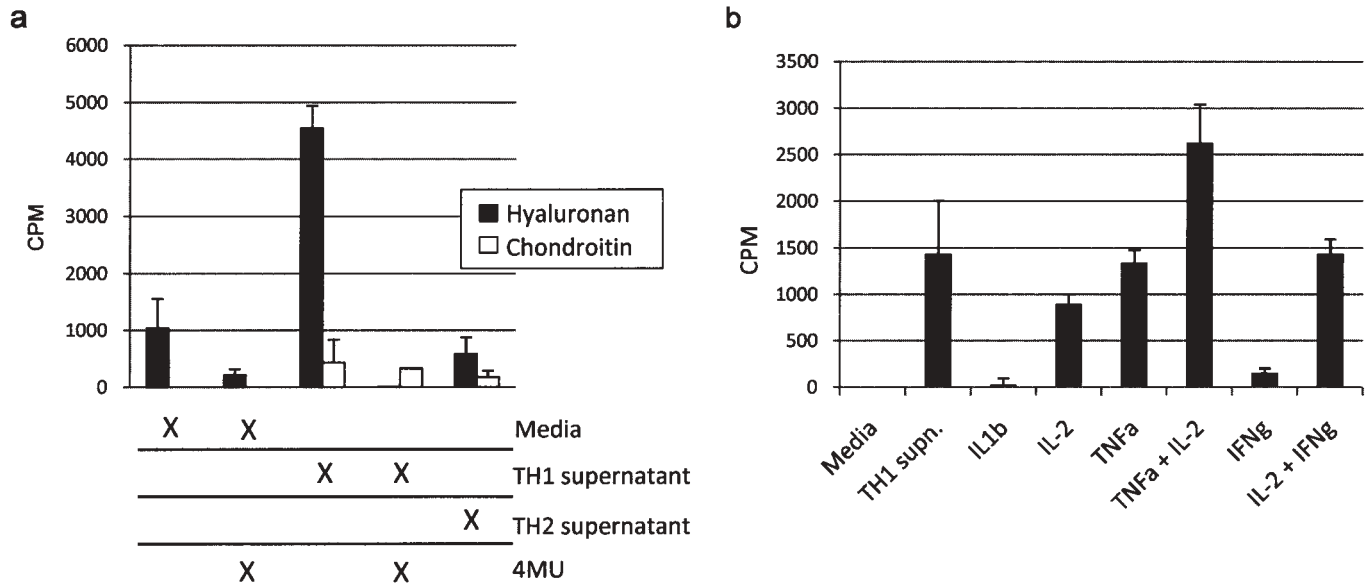 a
6000
5000
4000
3000
2000
1000
0
CPM
Hyaluronan
Chondroitin
X X Media
X X TH1 supernatant
X TH2 supernatant
X X 4MU
b
3500
3000
2500
2000
1500
1000
500
0
CPM
Media
TH1 supn.
IL1b
IL-2
TNFa
TNFa + IL-2
IFNg
IL-2 + IFNg